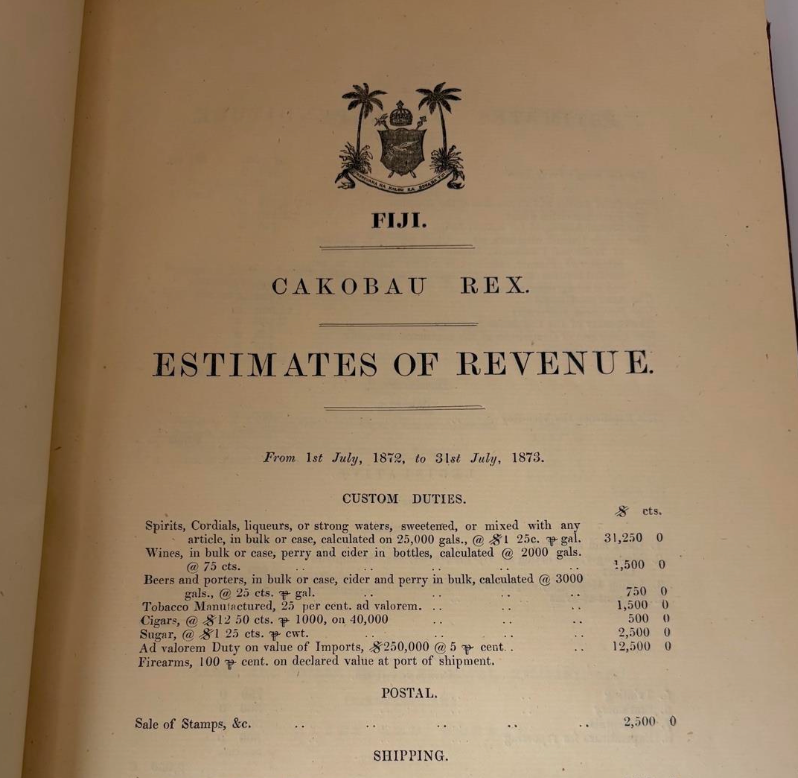 FIJI.
CAKOBAU REX.
ESTIMATES OF REVENUE.
From 1st July, 1872, to 31st July, 1873.
CUSTOM DUTIES.
$ cts.
Spirits, Cordials, liqueurs, or strong waters, sweetened, or mixed with any
article, in bulk or case, calculated on 25,000 gals., @ $1 25c. ⅌ gal. 31,250 0
Wines, in bulk or case, perry and cider in bottles, calculated @ 2000 gals.
@ 75 cts. .. .. .. .. .. 1,500 0
Beers and porters, in bulk or case, cider and perry in bulk, calculated @ 3000
gals., @ 25 cts. ⅌ gal. .. .. .. .. 750 0
Tobacco Manufactured, 25 per cent. ad valorem. .. .. .. 1,500 0
Cigars, @ $12 50 cts. ⅌ 1000, on 40,000 .. .. .. 500 0
Sugar, @ $1 25 cts. ⅌ cwt. .. .. .. .. 2,500 0
Ad valorem Duty on value of Imports, $250,000 @ 5 ⅌ cent. .. .. 12,500 0
Firearms, 100 ⅌ cent. on declared value at port of shipment.
POSTAL.
Sale of Stamps, &c. .. .. .. .. .. 2,500 0
SHIPPING.